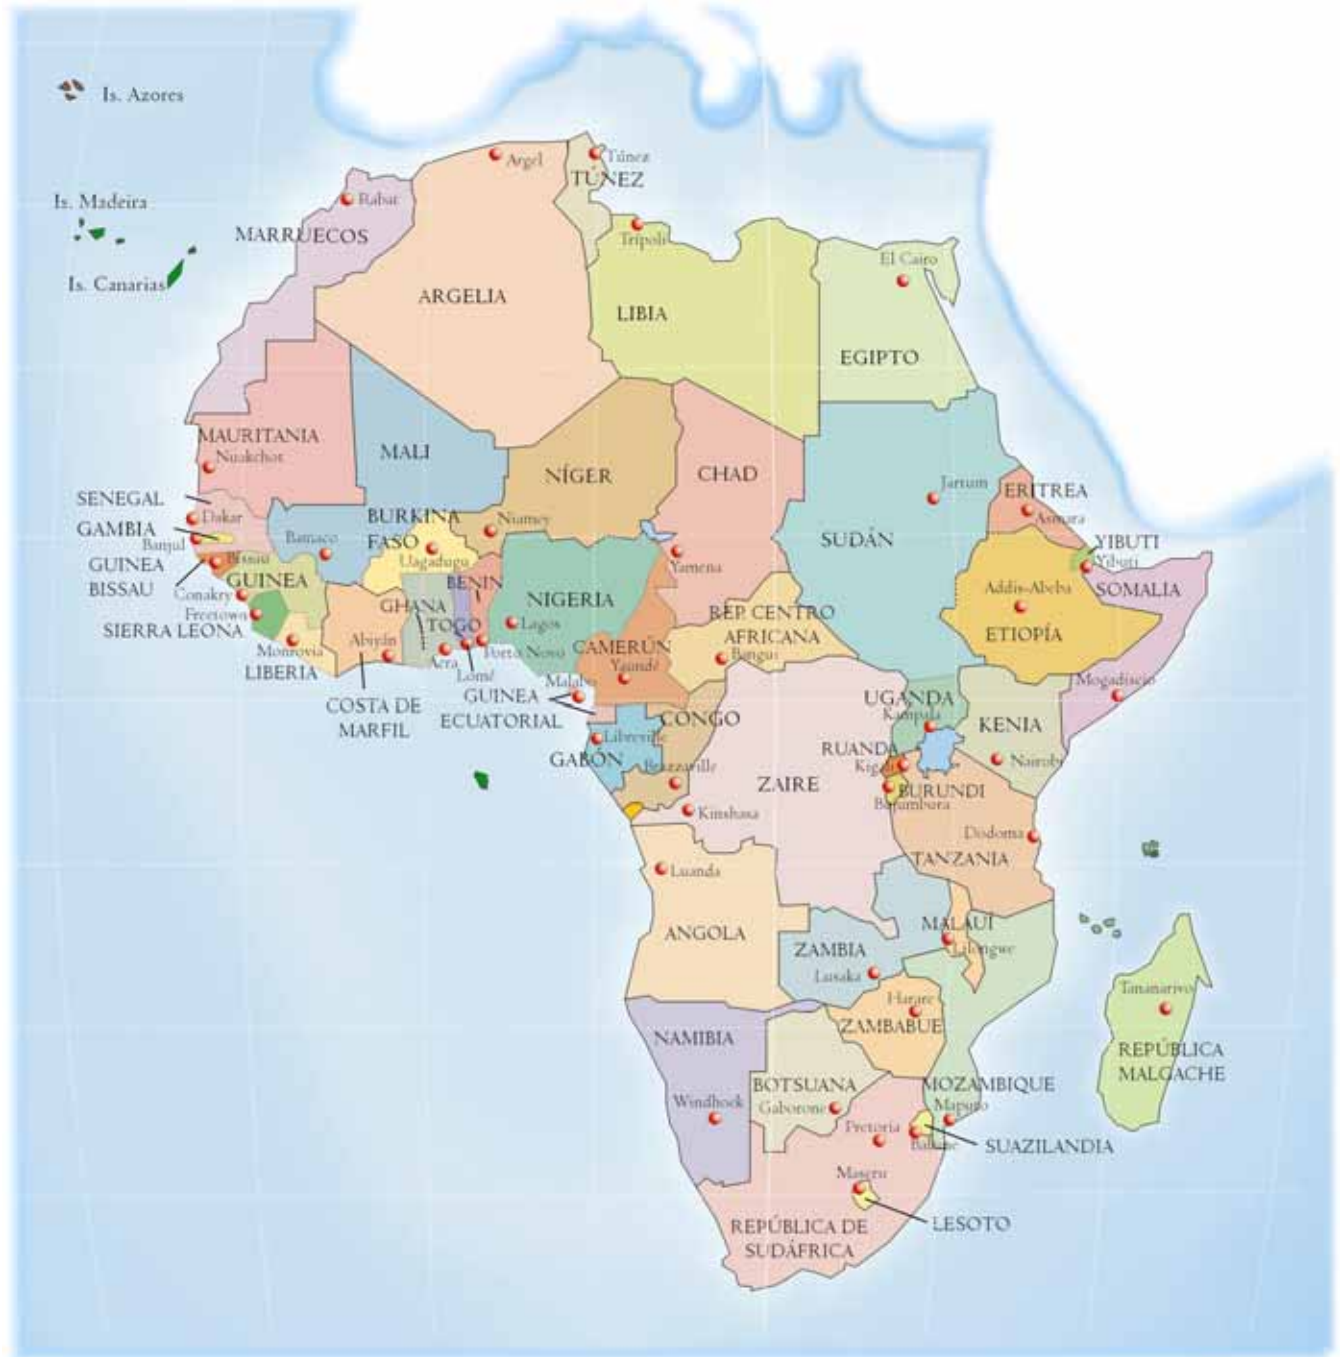 Is. Azores
Argel
Túnez
TÚNEZ
Is. Madeira
Rabat
MARRUECOS
Trípoli
El Cairo
Is. Canarias
ARGELIA
LIBIA
EGIPTO
MAURITANIA
Nuakchot
MALI
NÍGER
CHAD
Jartum
ERITREA
Asmara
SENEGAL
Dakar
GAMBIA
Banjul
BURKINA
FASO
Niamey
Uagadugu
Bamaco
SUDÁN
YIBUTI
Yibuti
GUINEA
BISSAU
Bissau
GUINEA
Yamena
SOMALIA
Addis-Abeba
ETIOPÍA
BENIN
NIGERIA
Conakry
Freetown
SIERRA LEONA
GHANA
TOGO
Lagos
REP. CENTRO
AFRICANA
Bangui
Monrovia
LIBERIA
Abiyán
Acra
Lomé
Porto Novo
CAMERÚN
Yaundé
COSTA DE
MARFIL
Malabo
GUINEA
ECUATORIAL
Mogadiscio
UGANDA
Kampala
KENIA
CONGO
Libreville
GABÓN
Brazzaville
RUANDA
Kigali
Nairobi
ZAIRE
BURUNDI
Bujumbura
Kinshasa
Dodoma
TANZANIA
Luanda
ANGOLA
ZAMBIA
Lusaka
MALAUÍ
Lilongwe
Tananarivo
Harare
ZAMBABUE
NAMIBIA
REPÚBLICA
MALGACHE
BOTSUANA
Gaborone
MOZAMBIQUE
Maputo
Windhoek
Pretoria
SUAZILANDIA
Maseru
LESOTO
REPÚBLICA DE
SUDÁFRICA